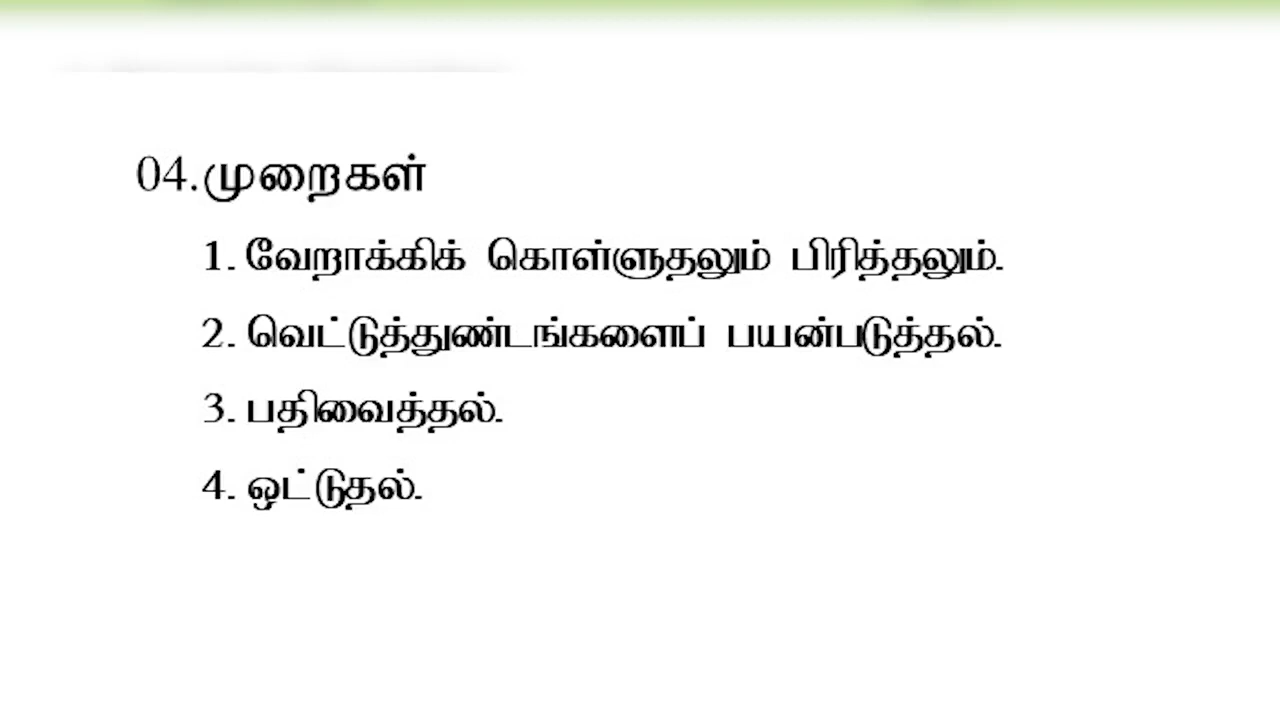 04. முறைகள்
1. வேறாக்கிக் கொள்ளுதலும் பிரித்தலும்.
2. வெட்டுத்துண்டங்களைப் பயன்படுத்தல்.
3. பதிவைத்தல்.
4. ஒட்டுதல்.